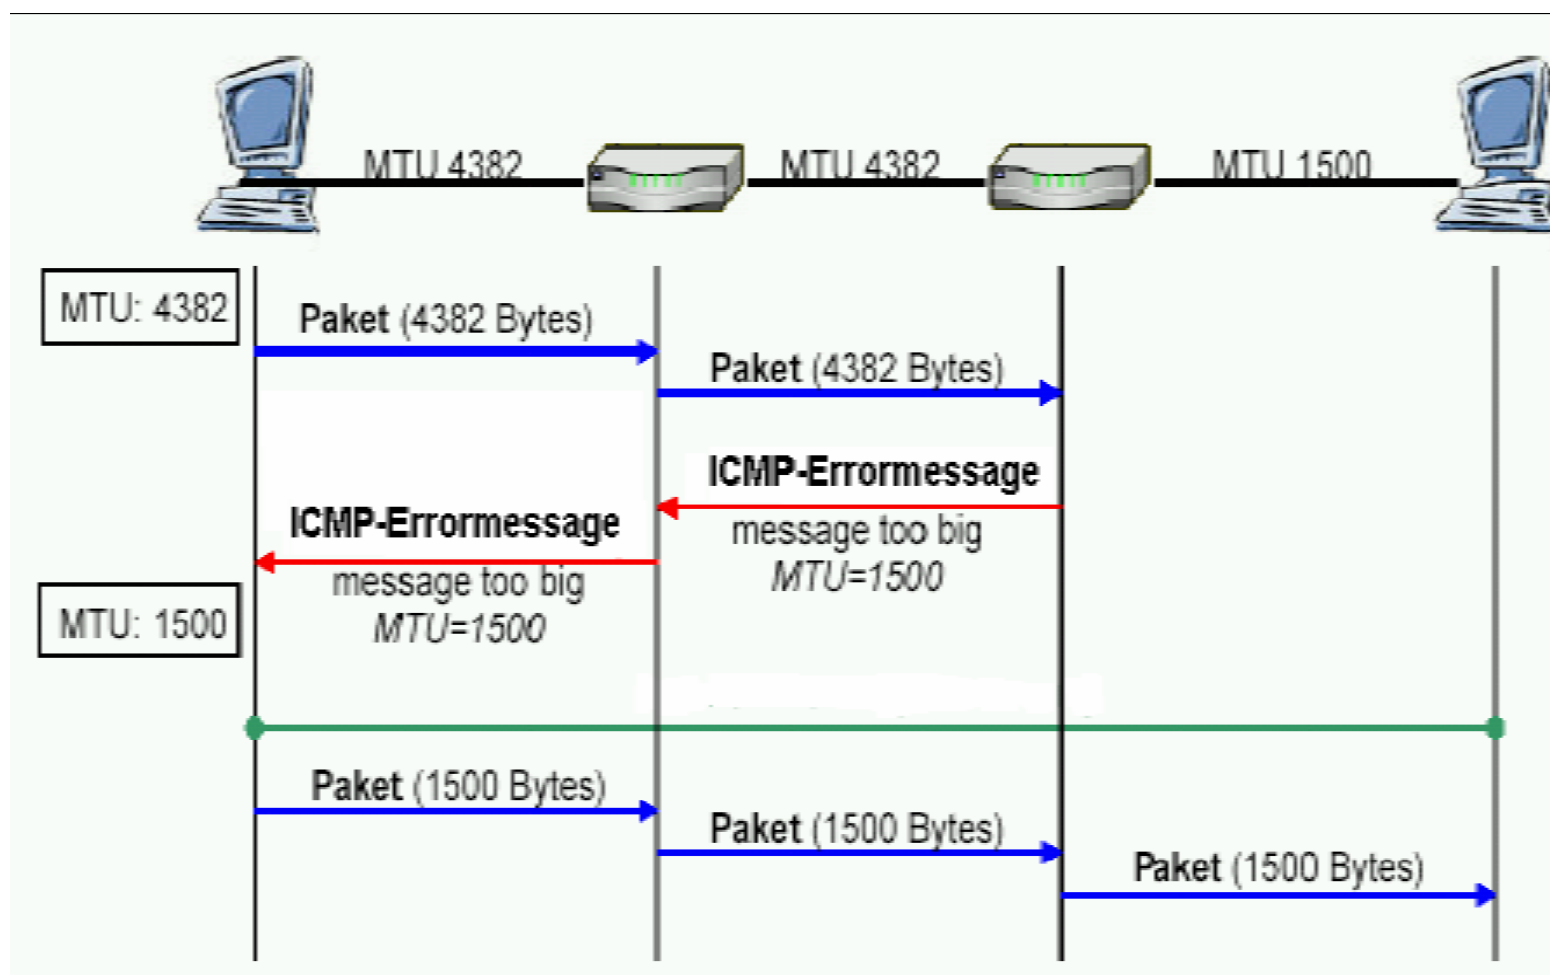 MTU 4382
MTU 4382
MTU 1500
MTU: 4382
Paket (4382 Bytes)
Paket (4382 Bytes)
ICMP-Errormessage
message too big
MTU=1500
ICMP-Errormessage
message too big
MTU=1500
MTU: 1500
Paket (1500 Bytes)
Paket (1500 Bytes)
Paket (1500 Bytes)